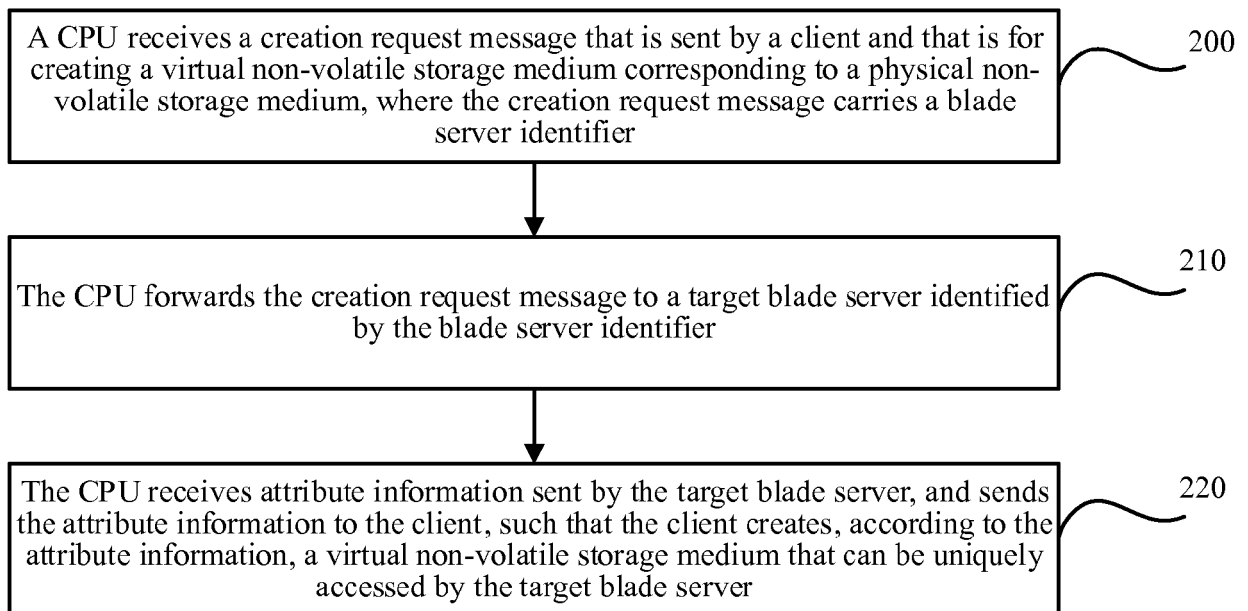 A CPU receives a creation request message that is sent by a client and that is for
creating a virtual non-volatile storage medium corresponding to a physical non-
volatile storage medium, where the creation request message carries a blade
server identifier
200
The CPU forwards the creation request message to a target blade server identified
by the blade server identifier
210
The CPU receives attribute information sent by the target blade server, and sends
the attribute information to the client, such that the client creates, according to the
attribute information, a virtual non-volatile storage medium that can be uniquely
accessed by the target blade server
220